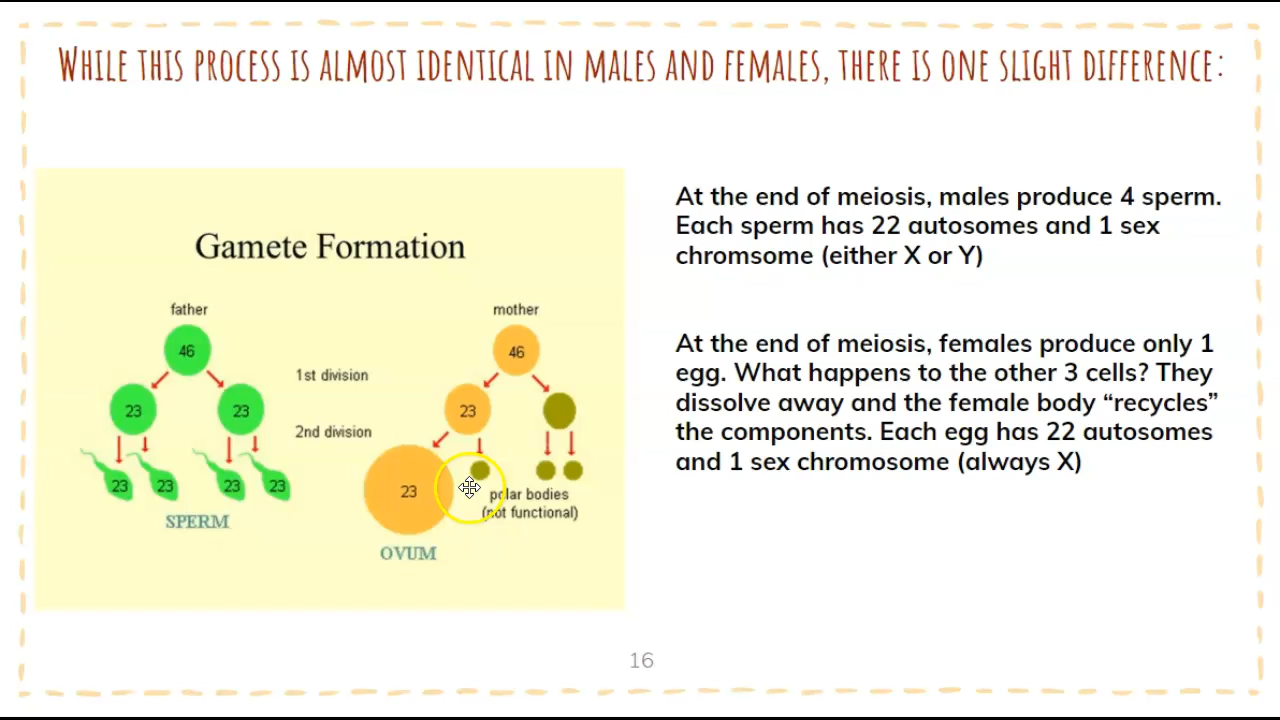 WHILE THIS PROCESS IS ALMOST IDENTICAL IN MALES AND FEMALES, THERE IS ONE SLIGHT DIFFERENCE:
Gamete Formation
father
mother
46
46
1st division
23
23
23
2nd division
23
23
23
23
23
polar bodies
(not functional)
SPERM
OVUM
At the end of meiosis, males produce 4 sperm.
Each sperm has 22 autosomes and 1 sex
chromsome (either X or Y)
At the end of meiosis, females produce only 1
egg. What happens to the other 3 cells? They
dissolve away and the female body “recycles”
the components. Each egg has 22 autosomes
and 1 sex chromosome (always X)
16